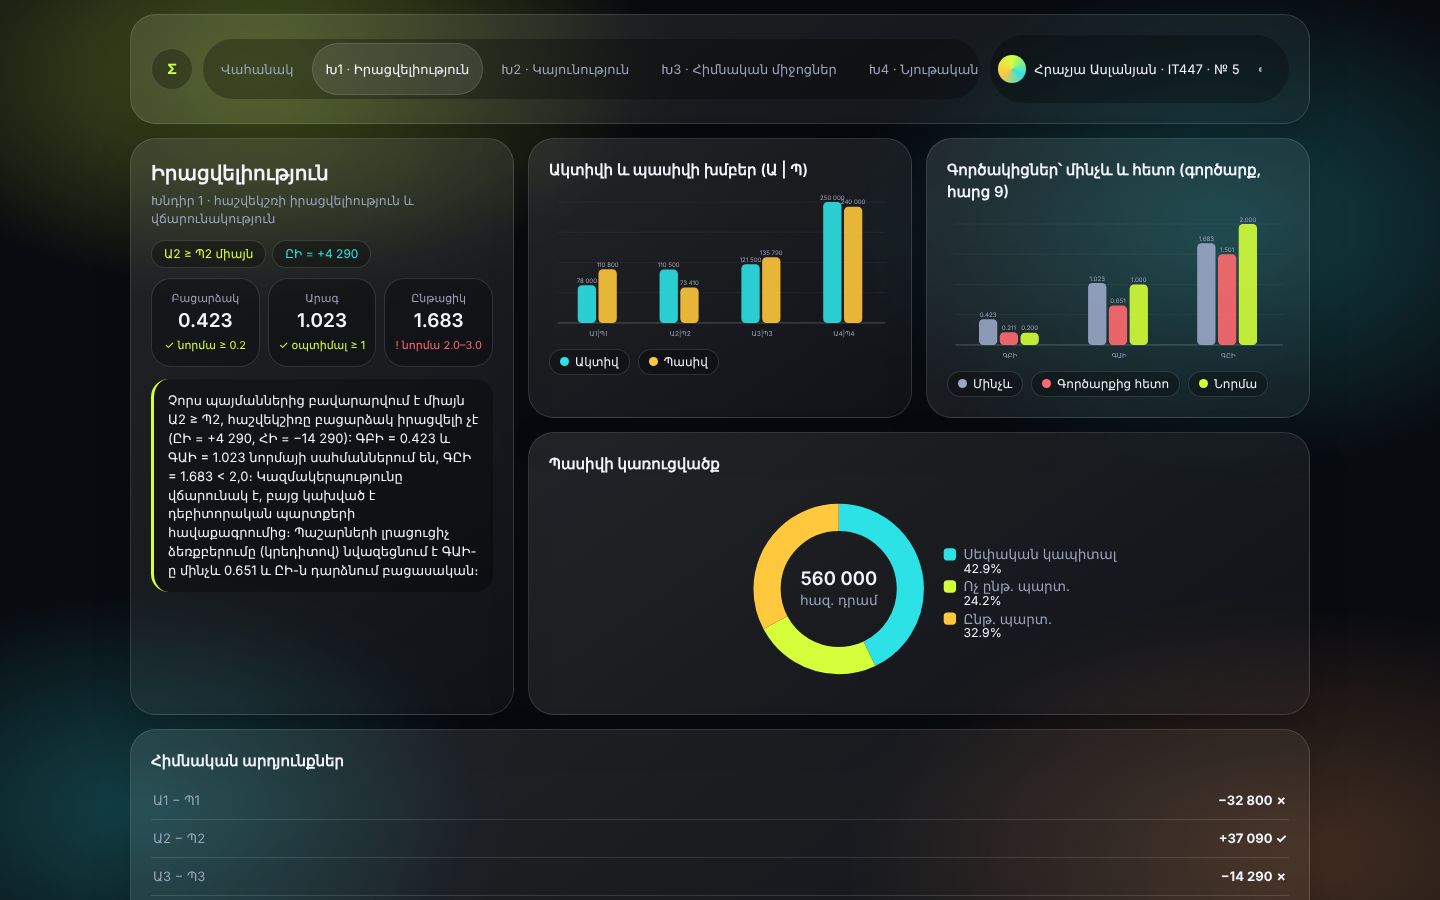 Σ
Վահանակ
Խ1 · Իրացվելիություն
Խ2 · Կայունություն
Խ3 · Հիմնական միջոցներ
Խ4 · Նյութական
Հրաչյա Ասլանյան · IT447 · № 5
Իրացվելիություն
Խնդիր 1 · հաշվեկշռի իրացվելիություն և
վճարունակություն
Ա2 ≥ Պ2 միայն
ԸԻ = +4 290
Բացարձակ
0.423
✓ նորմա ≥ 0.2
Արագ
1.023
✓ օպտիմալ ≥ 1
Ընթացիկ
1.683
! նորմա 2.0–3.0
Չորս պայմաններից բավարարվում է միայն
Ա2 ≥ Պ2, հաշվեկշիռը բացարձակ իրացվելի չէ
(ԸԻ = +4 290, ՀԻ = −14 290)։ ԳԲԻ = 0.423 և
ԳԱԻ = 1.023 նորմայի սահմաններում են, ԳԸԻ
= 1.683 < 2,0։ Կազմակերպությունը
վճարունակ է, բայց կախված է
դեբիտորական պարտքերի
հավաքագրումից։ Պաշարների լրացուցիչ
ձեռքբերումը (կրեդիտով) նվազեցնում է ԳԱԻ-
ը մինչև 0.651 և ԸԻ-ն դարձնում բացասական։
Ակտիվի և պասիվի խմբեր (Ա | Պ)
78 000
110 800
110 500
73 410
121 500
135 790
250 000
240 000
Ա1|Պ1
Ա2|Պ2
Ա3|Պ3
Ա4|Պ4
Ակտիվ
Պասիվ
Գործակիցներ՝ մինչև և հետո (գործարք,
հարց 9)
0.423
0.211
0.200
1.023
0.651
1.000
1.683
1.501
2.000
ԳԲԻ
ԳԱԻ
ԳԸԻ
Մինչև
Գործարքից հետո
Նորմա
Պասիվի կառուցվածք
560 000
հազ. դրամ
Սեփական կապիտալ
42.9%
Ոչ ընթ. պարտ.
24.2%
Ընթ. պարտ.
32.9%
Հիմնական արդյունքներ
Ա1 − Պ1
−32 800 ×
Ա2 − Պ2
+37 090 ✓
Ա3 − Պ3
−14 290 ×